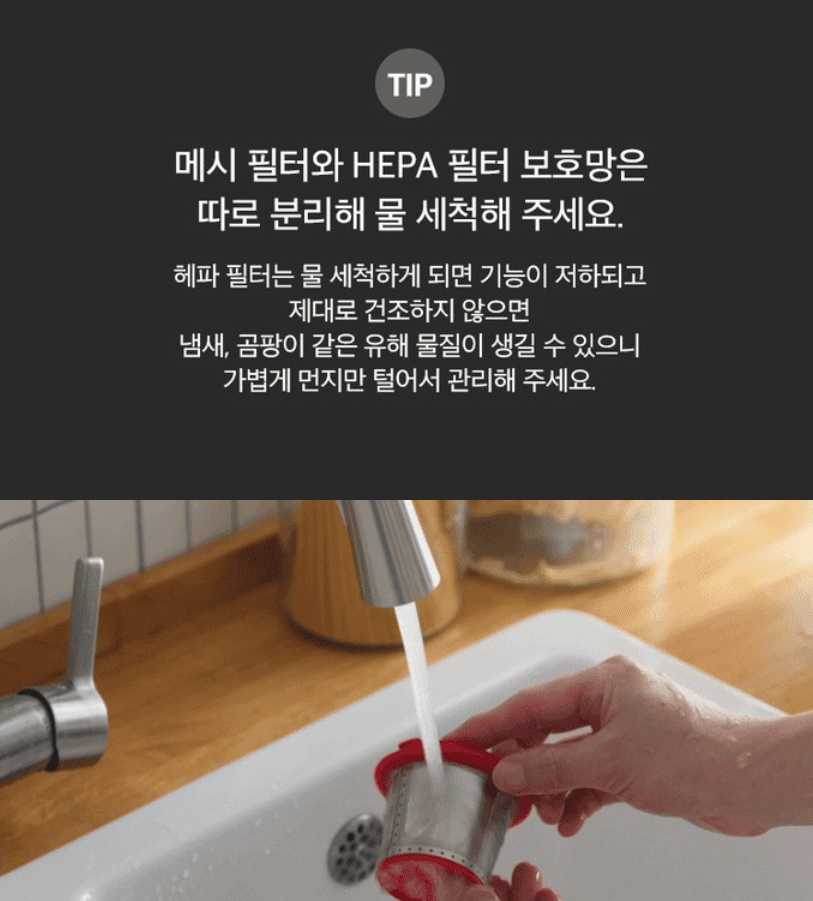 TIP
메시 필터와 HEPA 필터 보호망은
따로 분리해 물 세척해 주세요.
헤파 필터는 물 세척하게 되면 기능이 저하되고
제대로 건조하지 않으면
냄새, 곰팡이 같은 유해 물질이 생길 수 있으니
가볍게 먼지만 털어서 관리해 주세요.